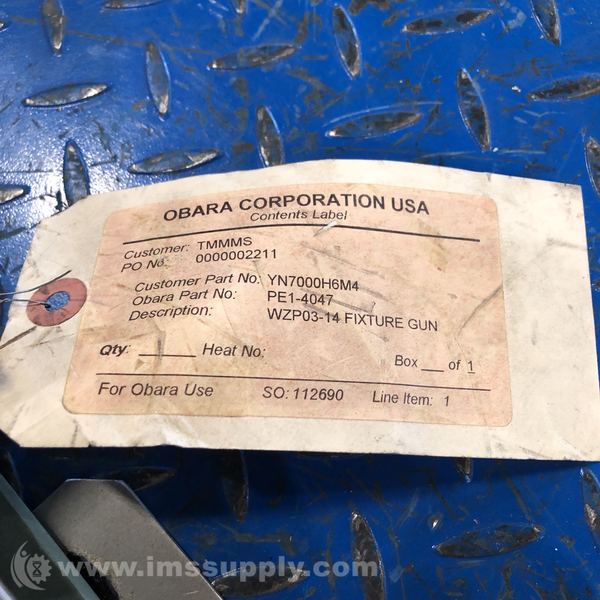 OBARA CORPORATION USA
Contents Label
Customer: TMMMS
PO No: 0000002211
Customer Part No: YN7000H6M4
Obara Part No: PE1-4047
Description: WZP03-14 FIXTURE GUN
Qty: ____ Heat No: Box __ of 1
For Obara Use SO: 112690 Line Item: 1
www.imssupply.com